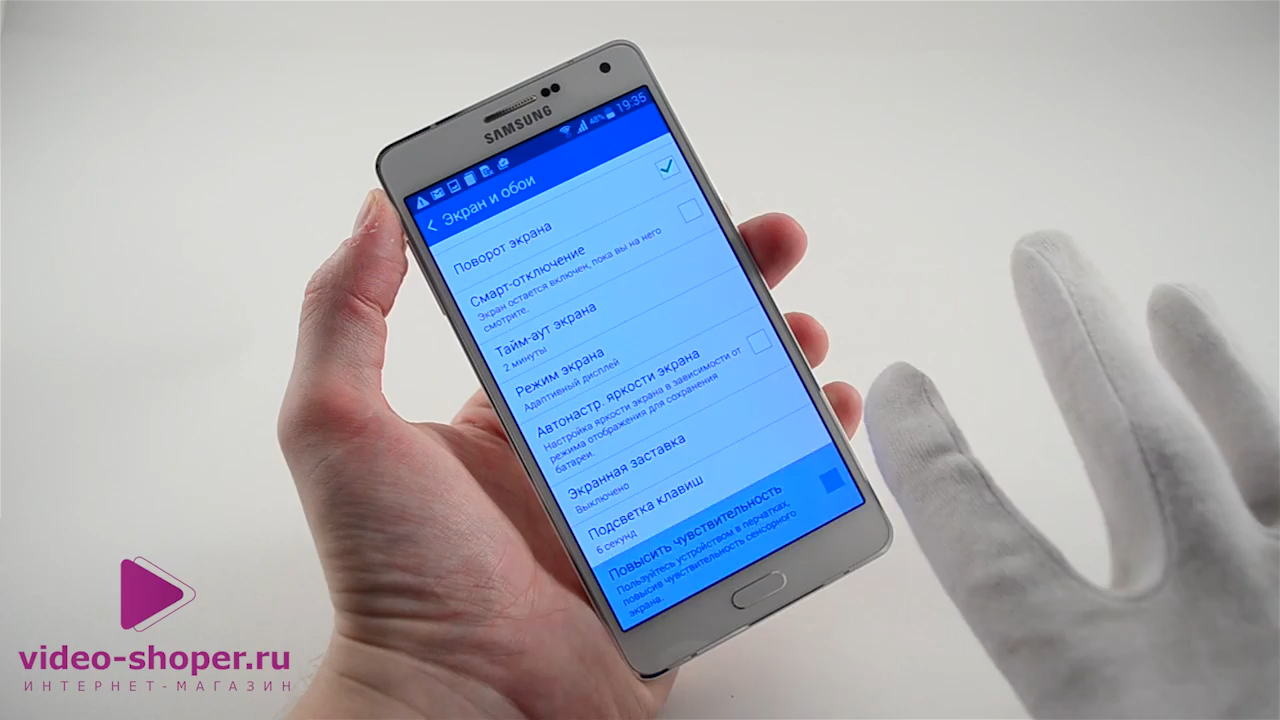 SAMSUNG
48% 19:35
Экран и обои
Поворот экрана
Смарт-отключение
Экран остается включен, пока вы на него
смотрите.
Тайм-аут экрана
2 минуты
Режим экрана
Адаптивный дисплей
Автонастр. яркости экрана
Настройка яркости экрана в зависимости от
режима отображения для сохранения
батареи.
Экранная заставка
Выключено
Подсветка клавиш
6 секунд
Повысить чувствительность
Пользуйтесь устройством в перчатках,
повысив чувствительность сенсорного
экрана.
video-shoper.ru
ИНТЕРНЕТ-МАГАЗИН